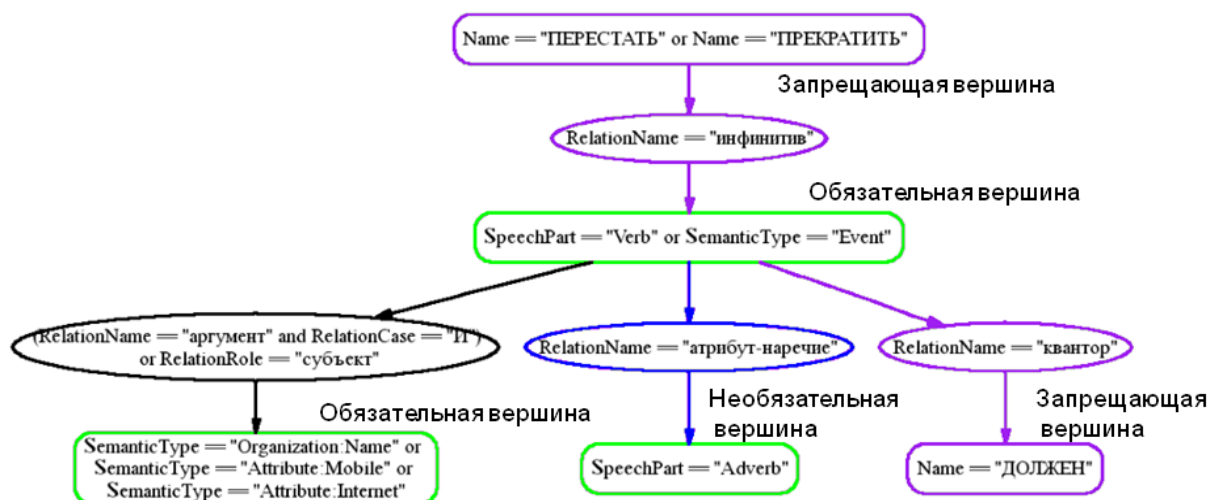 Name == "ПЕРЕСТАТЬ" or Name == "ПРЕКРАТИТЬ"
Запрещающая вершина
RelationName == "инфинитив"
Обязательная вершина
SpeechPart == "Verb" or SemanticType == "Event"
(RelationName == "аргумент" and RelationCase == "И")
or RelationRole == "субъект"
RelationName == "атрибут-наречие"
RelationName == "квантор"
Обязательная вершина
Необязательная
вершина
Запрещающая
вершина
SemanticType == "Organization:Name" or
SemanticType == "Attribute:Mobile" or
SemanticType == "Attribute:Internet"
SpeechPart == "Adverb"
Name == "ДОЛЖЕН"